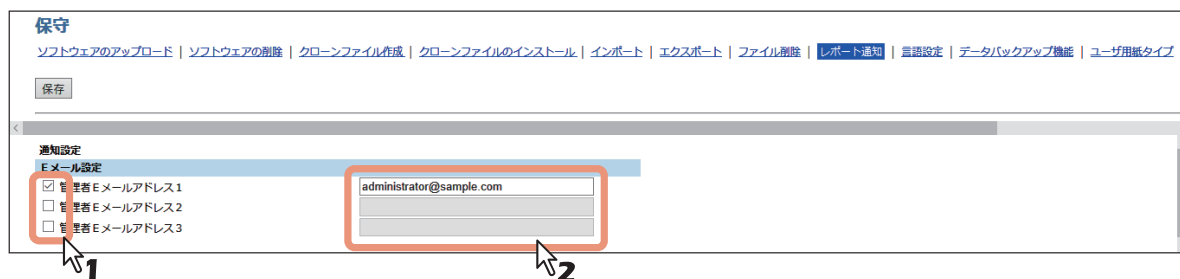 保守
ソフトウェアのアップロード | ソフトウェアの削除 | クローンファイル作成 | クローンファイルのインストール | インポート | エクスポート | ファイル削除 | レポート通知 | 言語設定 | データバックアップ機能 | ユーザ用紙タイプ
保存
通知設定
Eメール設定
管理者Eメールアドレス1 administrator@sample.com
管理者Eメールアドレス2
管理者Eメールアドレス3
1 2